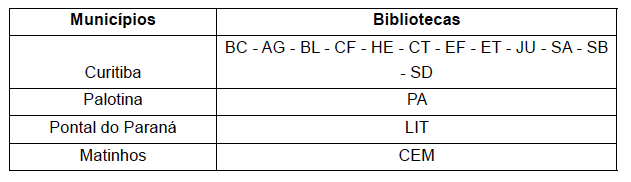 Municípios Bibliotecas
BC - AG - BL - CF - HE - CT - EF - ET - JU - SA - SB
Curitiba - SD
Palotina PA
Pontal do Paraná LIT
Matinhos CEM